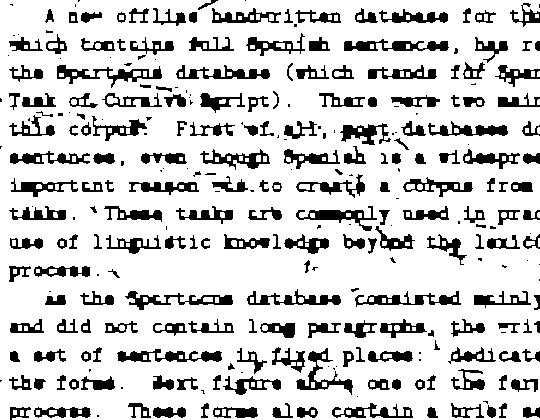 A new offline handwritten database for the
which contains full Spanish sentences, has re
the Spartacus database (which stands for Span
Task of Cursive Script). There were two main
this corpus. First of all, most databases do
sentences, even though Spanish is a widesprea
important reason was to create a corpus from
tasks. These tasks are commonly used in prac
use of linguistic knowledge beyond the lexico
process.
As the Spartacus database consisted mainly
and did not contain long paragraphs, the writ
a set of sentences in fixed places: dedicate
the forms. Next figure shows one of the form
process. These forms also contain a brief se